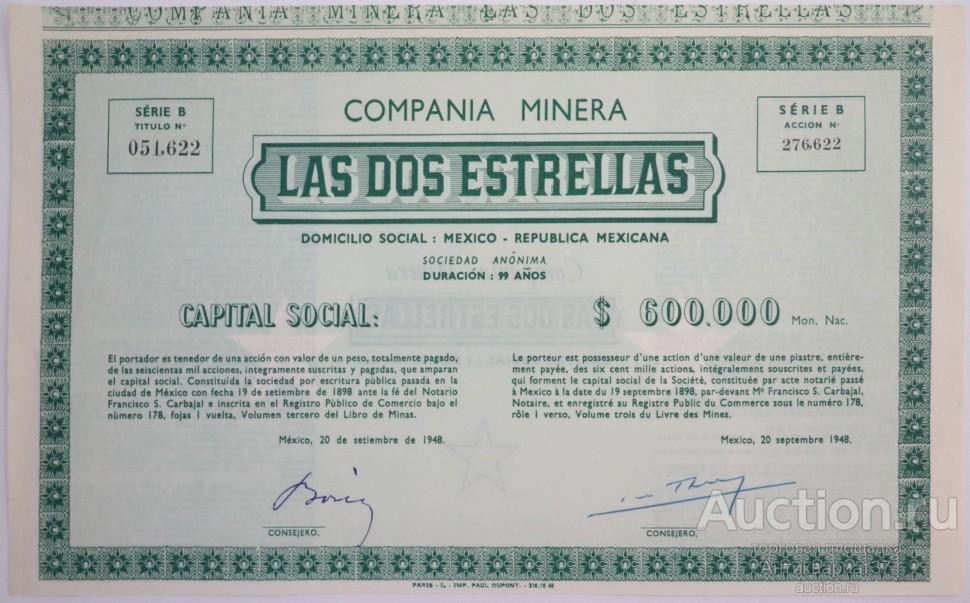 COMPANIA MINERA LAS DOS ESTRELLAS
SÉRIE B
TITULO Nº
051,622
COMPANIA MINERA
SÉRIE B
ACCION Nº
276,622
LAS DOS ESTRELLAS
DOMICILIO SOCIAL : MEXICO - REPUBLICA MEXICANA
SOCIEDAD ANÓNIMA
DURACIÓN : 99 AÑOS
CAPITAL SOCIAL: $ 600.000 Mon. Nac.
El portador es tenedor de una acción con valor de un peso, totalmente pagado,
de las seiscientas mil acciones, integramente suscritas y pagadas, que amparan
el capital social. Constituída la sociedad por escritura pública pasada en la
ciudad de México con fecha 19 de setiembre de 1898 ante la fé del Notario
Francisco S. Carbajal e inscrita en el Registro Público de Comercio bajo el
número 178, fojas 1 vuelta, Volumen tercero del Libro de Minas.
México, 20 de setiembre de 1948.
Le porteur est possesseur d'une action d'une valeur de une piastre, entière-
ment payée, des six cent mille actions, intégralement souscrites et payées,
qui forment le capital social de la Société, constituée par acte notarié passé
à Mexico à la date du 19 septembre 1898, par-devant Mᵉ Francisco S. Carbajal,
Notaire, et enregistré au Registre Public du Commerce sous le numéro 178,
rôle 1 verso, Volume trois du Livre des Mines.
Mexico, 20 septembre 1948.
CONSEJERO,
CONSEJERO,
PARIS - IMP. PAUL DUPONT. - 216.10 48
Auction.ru
торговая площадка
Антиквариат37
auction.ru